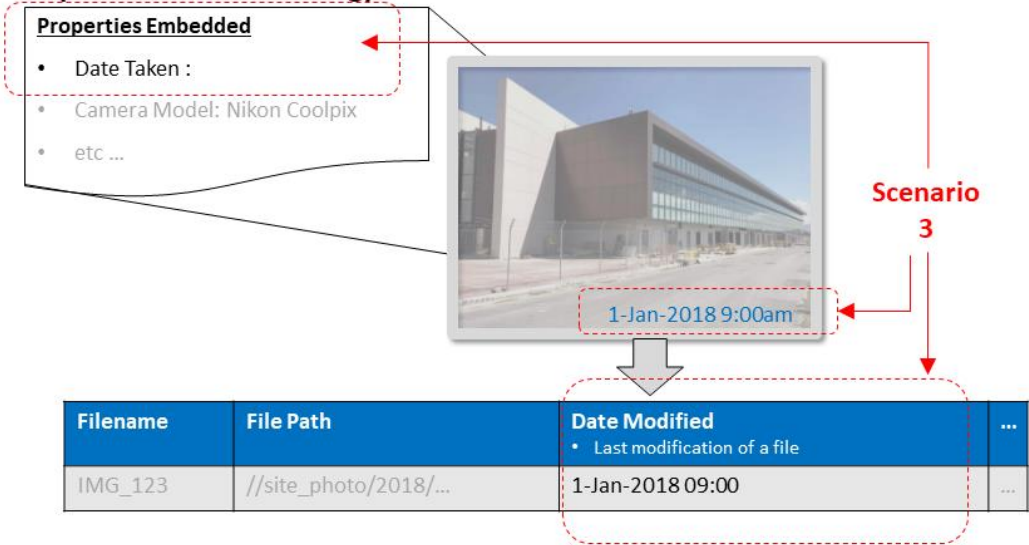 Properties Embedded
• Date Taken :
• Camera Model: Nikon Coolpix
• etc ...
Scenario
3
1-Jan-2018 9:00am
Filename File Path Date Modified ...
• Last modification of a file
IMG_123 //site_photo/2018/... 1-Jan-2018 09:00 ...